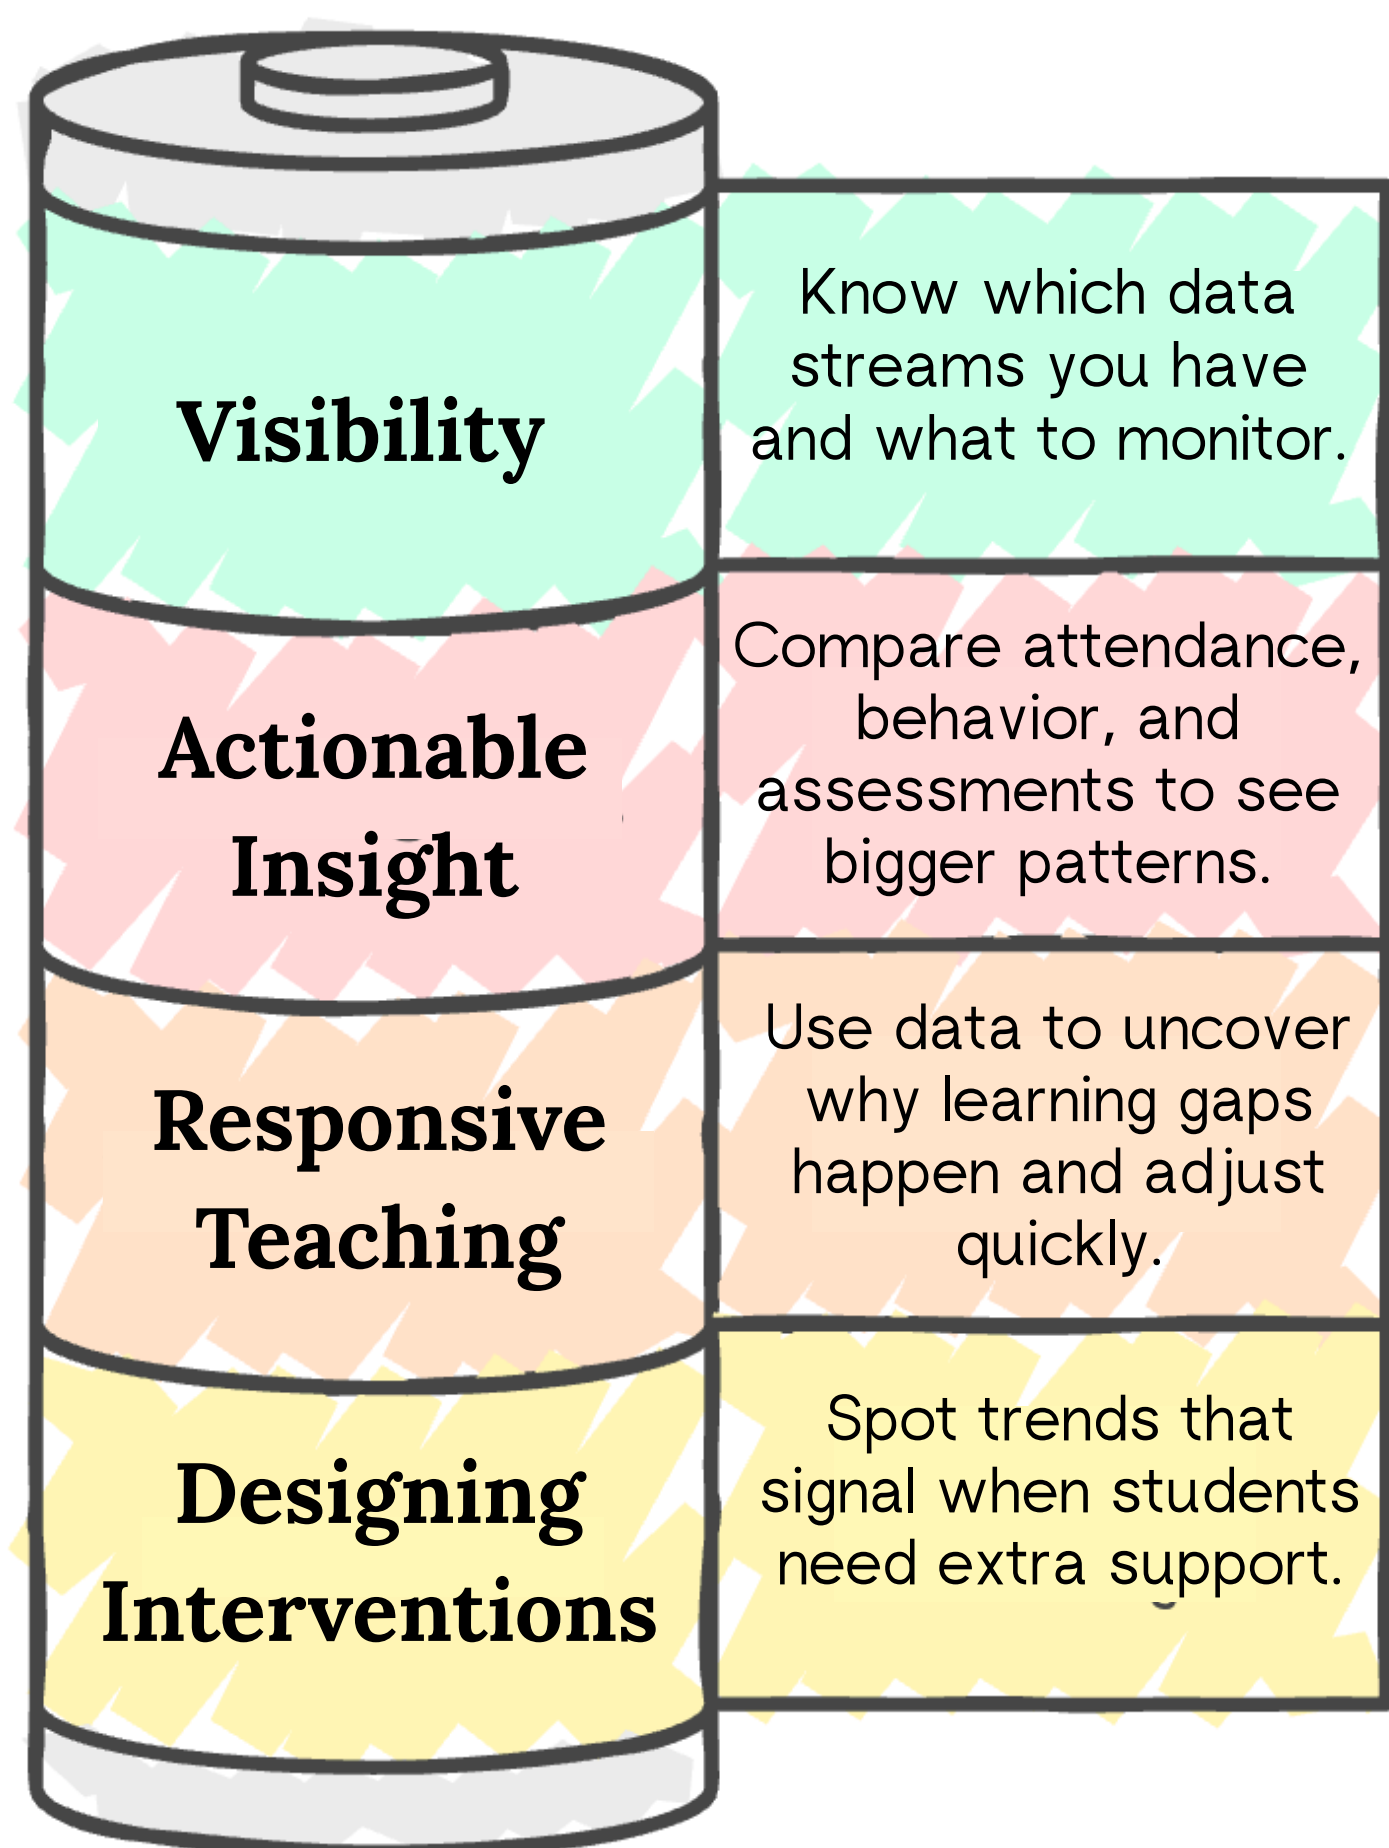 Visibility
Know which data
streams you have
and what to monitor.
Actionable
Insight
Compare attendance,
behavior, and
assessments to see
bigger patterns.
Responsive
Teaching
Use data to uncover
why learning gaps
happen and adjust
quickly.
Designing
Interventions
Spot trends that
signal when students
need extra support.